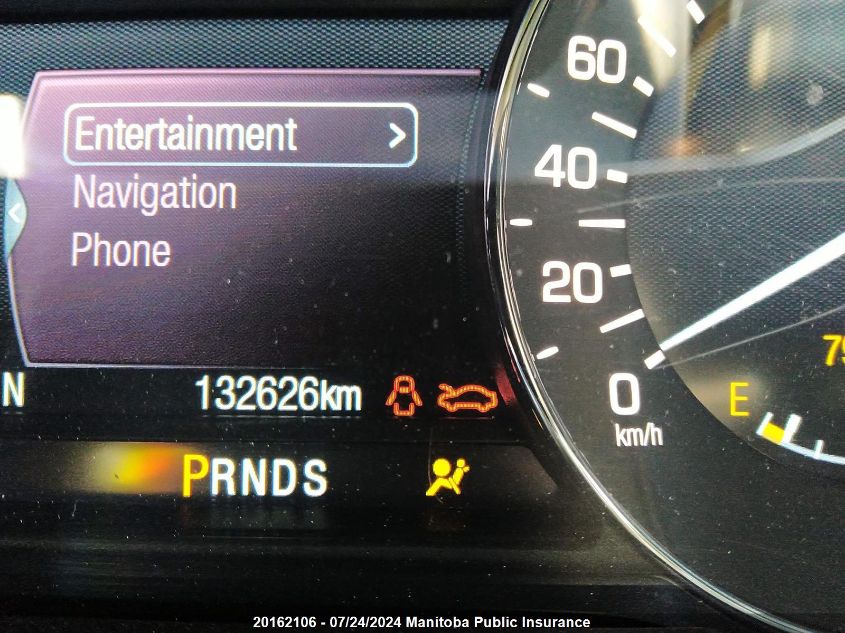 Entertainment >
Navigation
Phone
N 132626km
PRNDS
60
40
20
0
km/h
E
20162106 - 07/24/2024 Manitoba Public Insurance